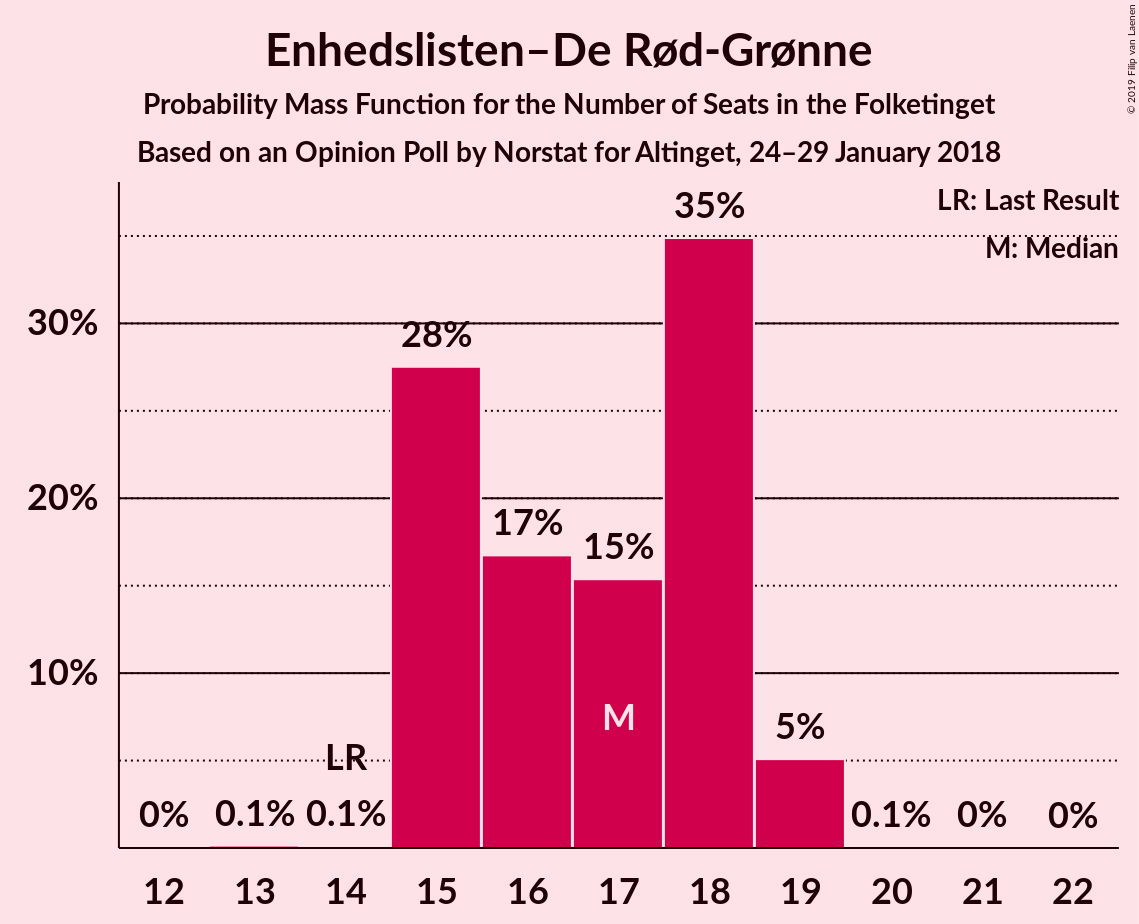 Enhedslisten–De Rød-Grønne
Probability Mass Function for the Number of Seats in the Folketinget
Based on an Opinion Poll by Norstat for Altinget, 24–29 January 2018
© 2019 Filip van Laenen
LR: Last Result
M: Median
35%
30%
28%
20%
17%
15%
10%
M
5%
LR
0%
0.1%
0.1%
0.1%
0%
0%
12 13 14 15 16 17 18 19 20 21 22